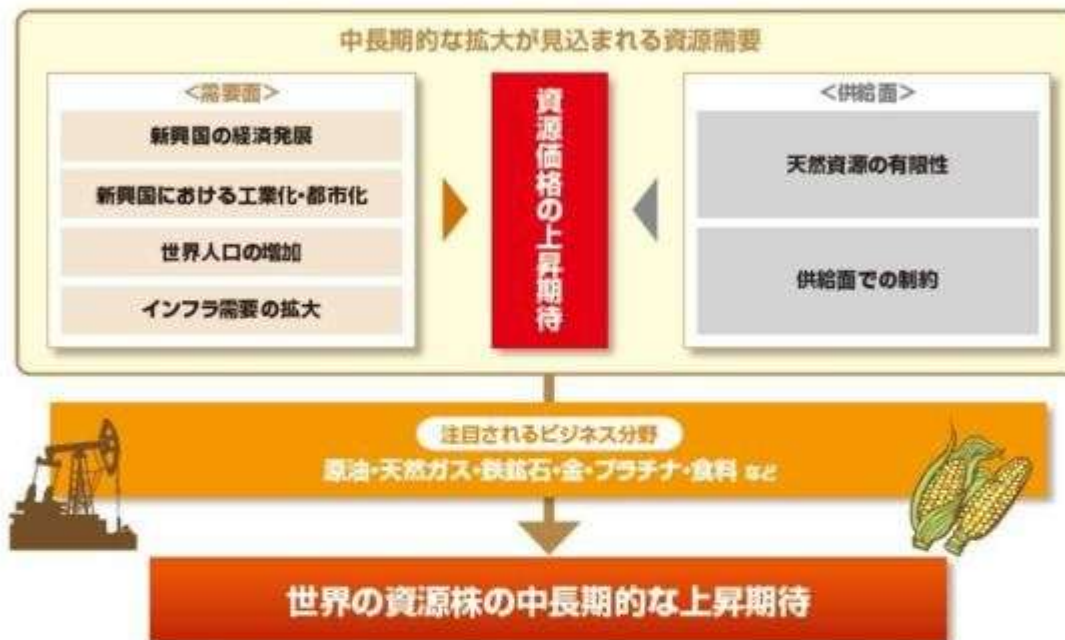 中長期的な拡大が見込まれる資源需要
<需要面>
新興国の経済発展
新興国における工業化・都市化
世界人口の増加
インフラ需要の拡大
資源価格の上昇期待
<供給面>
天然資源の有限性
供給面での制約
注目されるビジネス分野
原油・天然ガス・鉄鉱石・金・プラチナ・食料 など
世界の資源株の中長期的な上昇期待